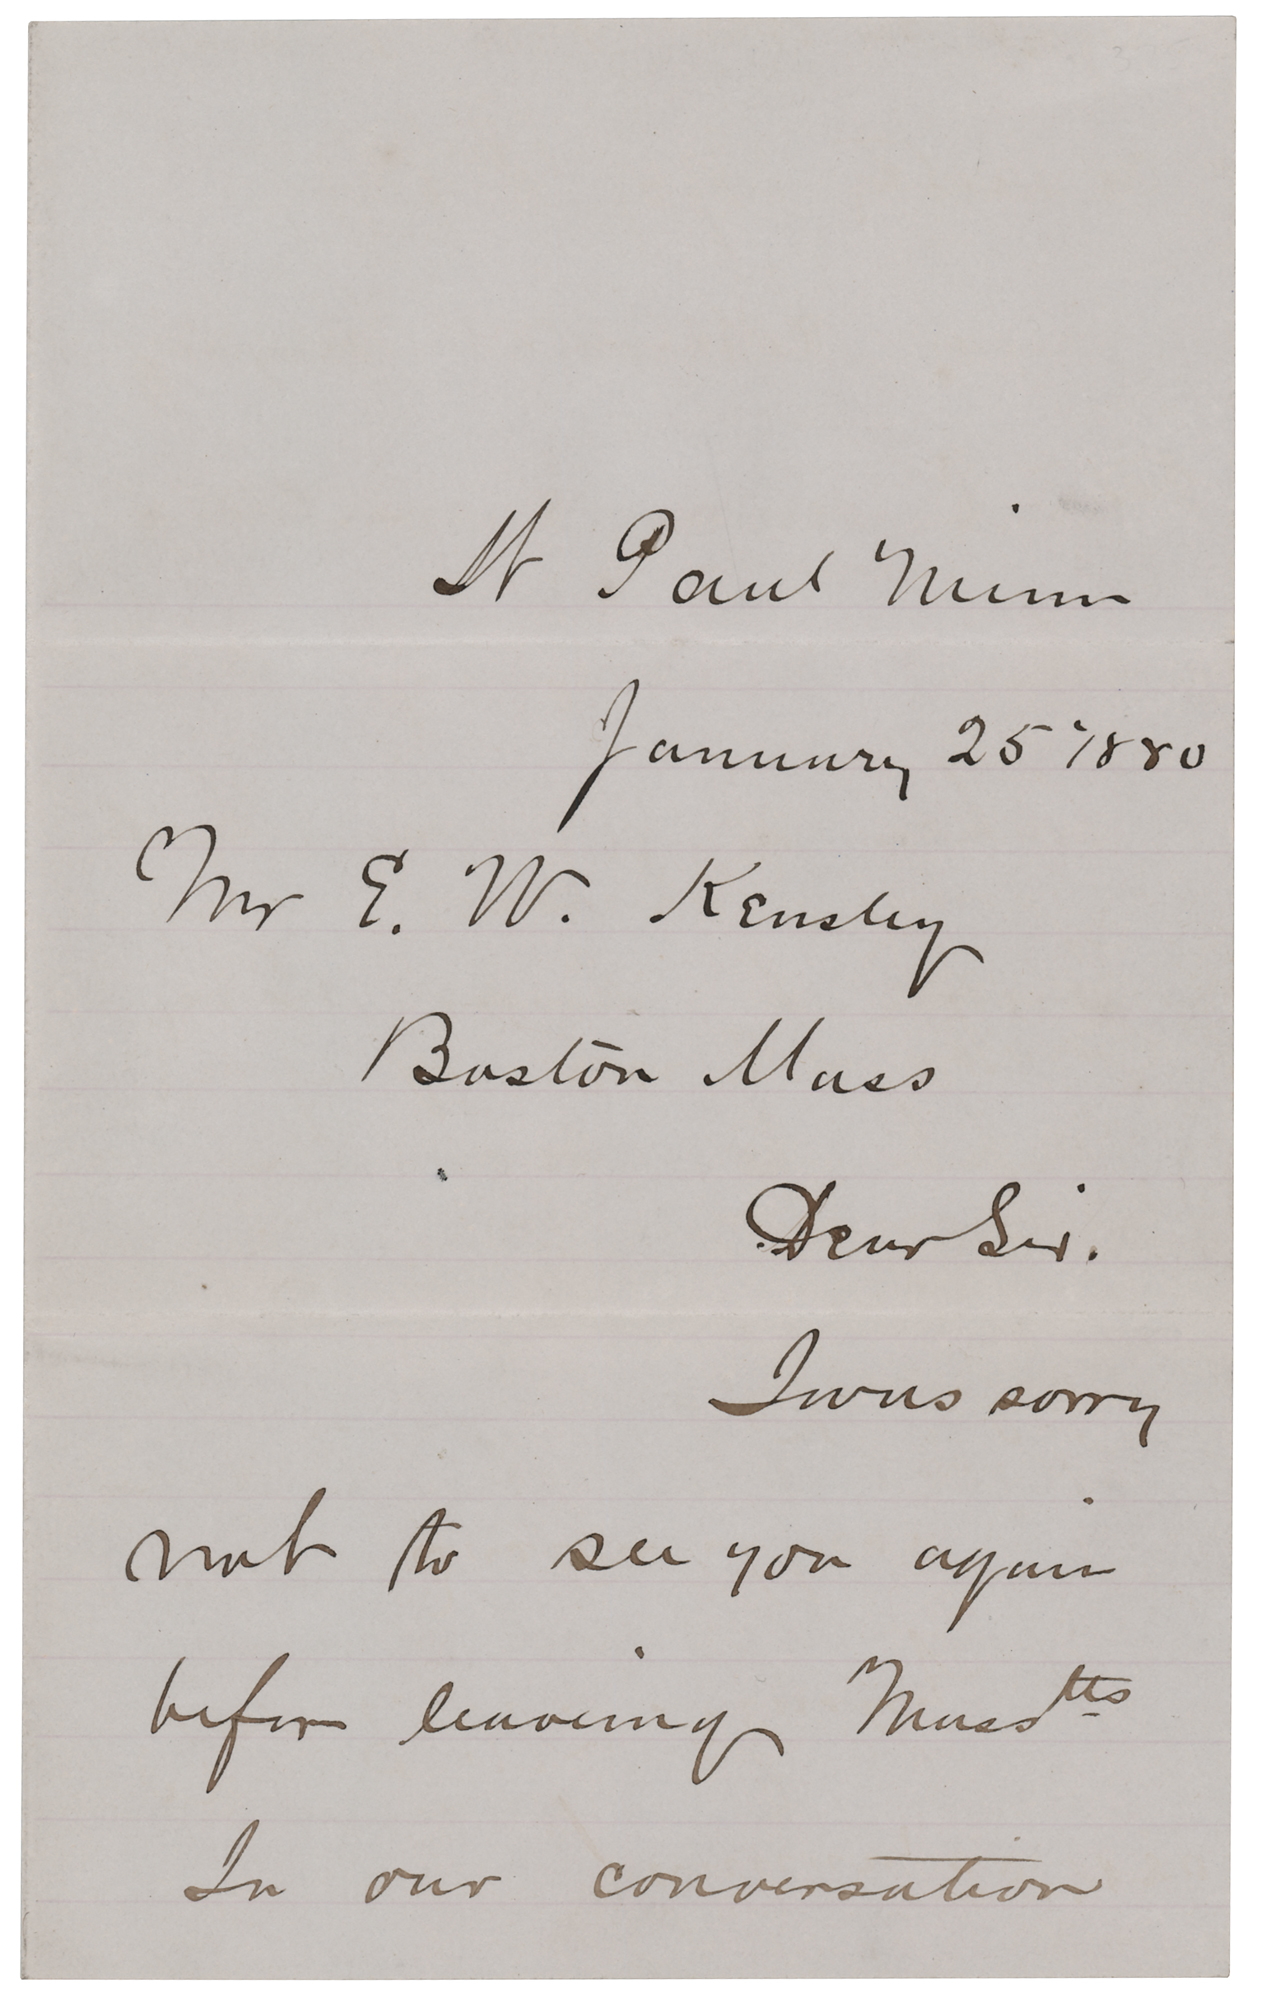 St Paul Minn
January 25 1880
Mr E. W. Kensley
Boston Mass
Dear Sir.
I was sorry
not to see you again
before leaving Masstts
In our conversation